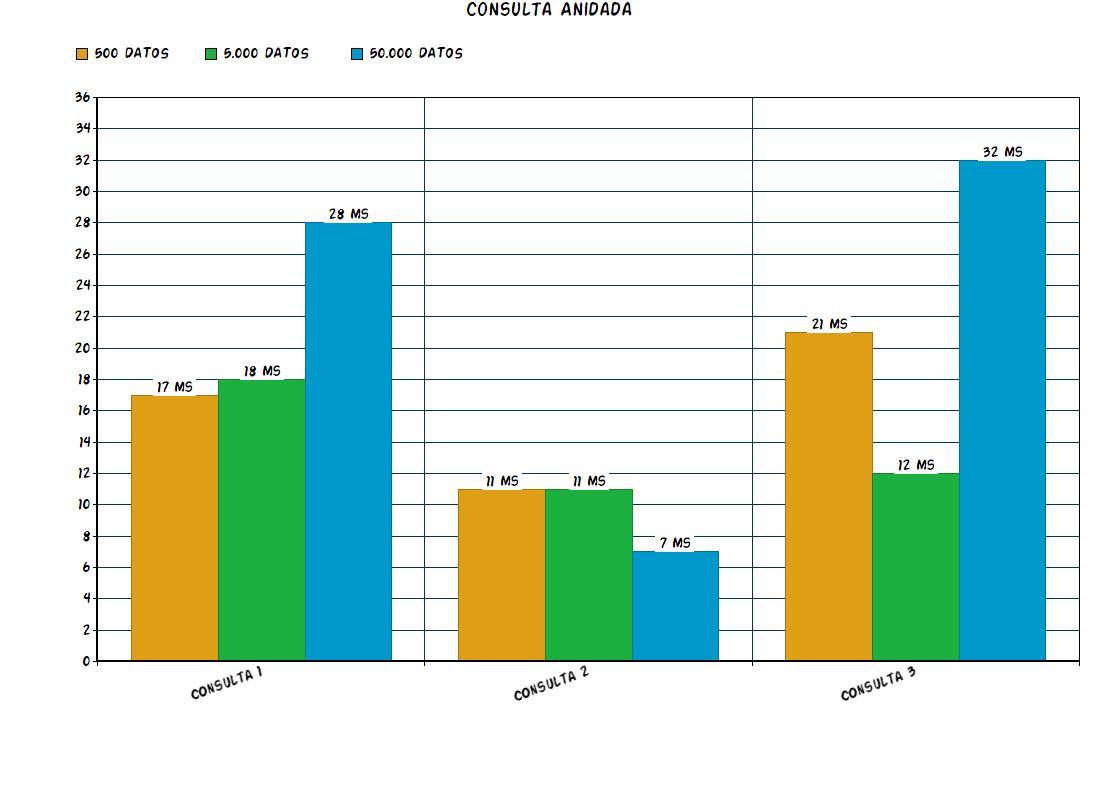 CONSULTA ANIDADA
500 DATOS 5.000 DATOS 50.000 DATOS
36
34
32 MS
32
30
28 MS
28
26
24
22
21 MS
20
18 MS
18
17 MS
16
14
12 MS
12
11 MS 11 MS
10
8
7 MS
6
4
2
0
CONSULTA 1 CONSULTA 2 CONSULTA 3